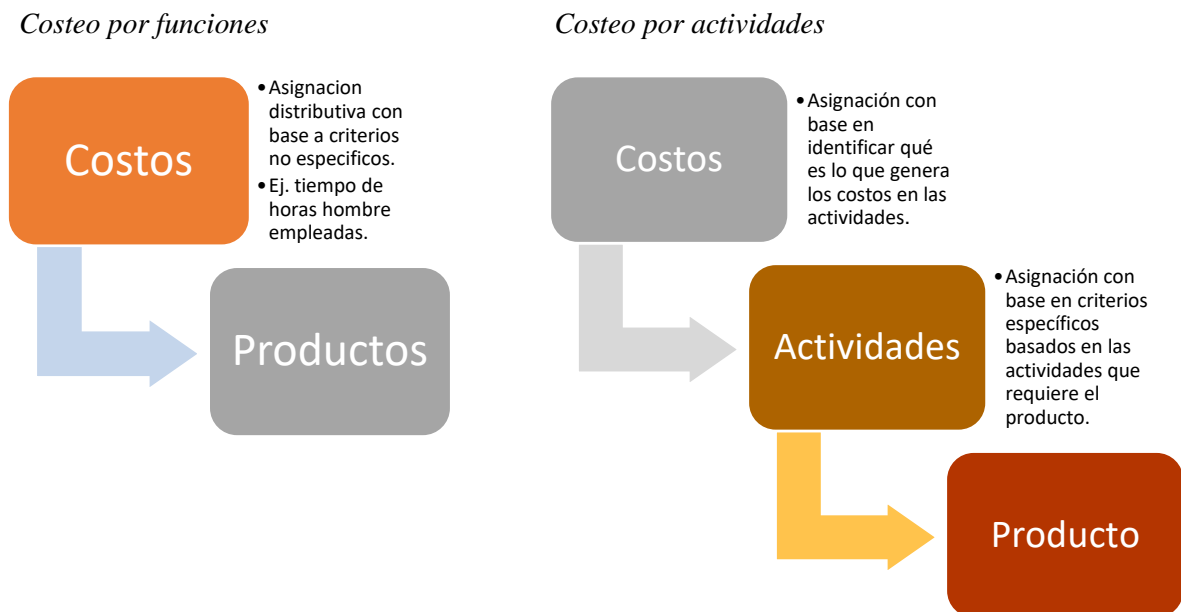 Costeo por funciones
Costos
•Asignacion
distributiva con
base a criterios
no especificos.
•Ej. tiempo de
horas hombre
empleadas.
Productos
Costeo por actividades
Costos
•Asignación con
base en
identificar qué
es lo que genera
los costos en las
actividades.
Actividades
•Asignación con
base en criterios
específicos
basados en las
actividades que
requiere el
producto.
Producto